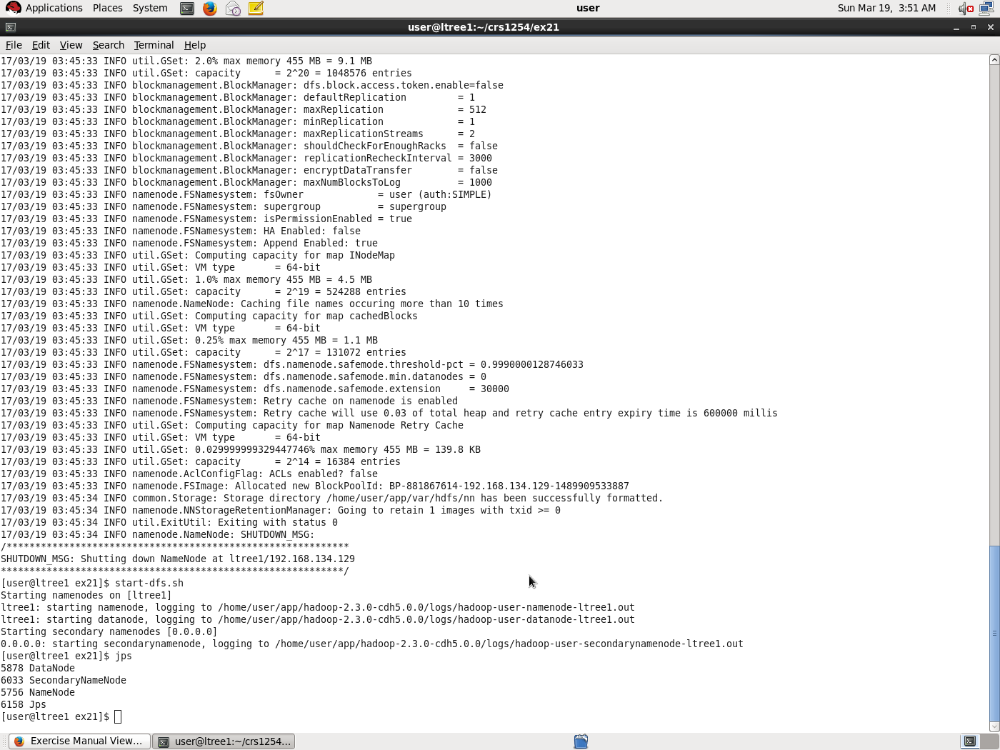 Applications Places System user Sun Mar 19, 3:51 AM
user@ltree1:~/crs1254/ex21
File Edit View Search Terminal Help
17/03/19 03:45:33 INFO util.GSet: 2.0% max memory 455 MB = 9.1 MB
17/03/19 03:45:33 INFO util.GSet: capacity      = 2^20 = 1048576 entries
17/03/19 03:45:33 INFO blockmanagement.BlockManager: dfs.block.access.token.enable=false
17/03/19 03:45:33 INFO blockmanagement.BlockManager: defaultReplication         = 1
17/03/19 03:45:33 INFO blockmanagement.BlockManager: maxReplication             = 512
17/03/19 03:45:33 INFO blockmanagement.BlockManager: minReplication             = 1
17/03/19 03:45:33 INFO blockmanagement.BlockManager: maxReplicationStreams      = 2
17/03/19 03:45:33 INFO blockmanagement.BlockManager: shouldCheckForEnoughRacks  = false
17/03/19 03:45:33 INFO blockmanagement.BlockManager: replicationRecheckInterval = 3000
17/03/19 03:45:33 INFO blockmanagement.BlockManager: encryptDataTransfer        = false
17/03/19 03:45:33 INFO blockmanagement.BlockManager: maxNumBlocksToLog          = 1000
17/03/19 03:45:33 INFO namenode.FSNamesystem: fsOwner             = user (auth:SIMPLE)
17/03/19 03:45:33 INFO namenode.FSNamesystem: supergroup          = supergroup
17/03/19 03:45:33 INFO namenode.FSNamesystem: isPermissionEnabled = true
17/03/19 03:45:33 INFO namenode.FSNamesystem: HA Enabled: false
17/03/19 03:45:33 INFO namenode.FSNamesystem: Append Enabled: true
17/03/19 03:45:33 INFO util.GSet: Computing capacity for map INodeMap
17/03/19 03:45:33 INFO util.GSet: VM type       = 64-bit
17/03/19 03:45:33 INFO util.GSet: 1.0% max memory 455 MB = 4.5 MB
17/03/19 03:45:33 INFO util.GSet: capacity      = 2^19 = 524288 entries
17/03/19 03:45:33 INFO namenode.NameNode: Caching file names occuring more than 10 times
17/03/19 03:45:33 INFO util.GSet: Computing capacity for map cachedBlocks
17/03/19 03:45:33 INFO util.GSet: VM type       = 64-bit
17/03/19 03:45:33 INFO util.GSet: 0.25% max memory 455 MB = 1.1 MB
17/03/19 03:45:33 INFO util.GSet: capacity      = 2^17 = 131072 entries
17/03/19 03:45:33 INFO namenode.FSNamesystem: dfs.namenode.safemode.threshold-pct = 0.9990000128746033
17/03/19 03:45:33 INFO namenode.FSNamesystem: dfs.namenode.safemode.min.datanodes = 0
17/03/19 03:45:33 INFO namenode.FSNamesystem: dfs.namenode.safemode.extension     = 30000
17/03/19 03:45:33 INFO namenode.FSNamesystem: Retry cache on namenode is enabled
17/03/19 03:45:33 INFO namenode.FSNamesystem: Retry cache will use 0.03 of total heap and retry cache entry expiry time is 600000 millis
17/03/19 03:45:33 INFO util.GSet: Computing capacity for map Namenode Retry Cache
17/03/19 03:45:33 INFO util.GSet: VM type       = 64-bit
17/03/19 03:45:33 INFO util.GSet: 0.029999999329447746% max memory 455 MB = 139.8 KB
17/03/19 03:45:33 INFO util.GSet: capacity      = 2^14 = 16384 entries
17/03/19 03:45:33 INFO namenode.AclConfigFlag: ACLs enabled? false
17/03/19 03:45:33 INFO namenode.FSImage: Allocated new BlockPoolId: BP-881867614-192.168.134.129-1489909533887
17/03/19 03:45:34 INFO common.Storage: Storage directory /home/user/app/var/hdfs/nn has been successfully formatted.
17/03/19 03:45:34 INFO namenode.NNStorageRetentionManager: Going to retain 1 images with txid >= 0
17/03/19 03:45:34 INFO util.ExitUtil: Exiting with status 0
17/03/19 03:45:34 INFO namenode.NameNode: SHUTDOWN_MSG:
/************************************************************
SHUTDOWN_MSG: Shutting down NameNode at ltree1/192.168.134.129
************************************************************/
[user@ltree1 ex21]$ start-dfs.sh
Starting namenodes on [ltree1]
ltree1: starting namenode, logging to /home/user/app/hadoop-2.3.0-cdh5.0.0/logs/hadoop-user-namenode-ltree1.out
ltree1: starting datanode, logging to /home/user/app/hadoop-2.3.0-cdh5.0.0/logs/hadoop-user-datanode-ltree1.out
Starting secondary namenodes [0.0.0.0]
0.0.0.0: starting secondarynamenode, logging to /home/user/app/hadoop-2.3.0-cdh5.0.0/logs/hadoop-user-secondarynamenode-ltree1.out
[user@ltree1 ex21]$ jps
5878 DataNode
6033 SecondaryNameNode
5756 NameNode
6158 Jps
[user@ltree1 ex21]$
Exercise Manual View... user@ltree1:~/crs1254...